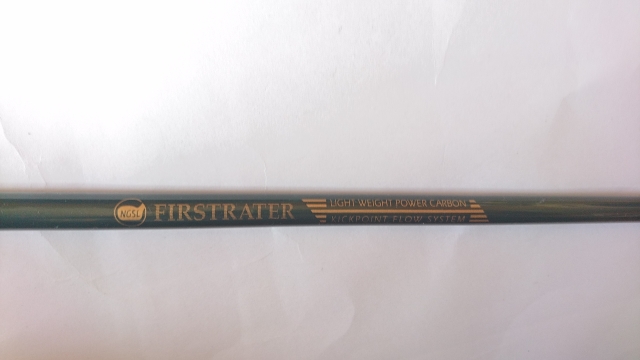 NGSL FIRSTRATER
LIGHT WEIGHT POWER CARBON
KICKPOINT FLOW SYSTEM